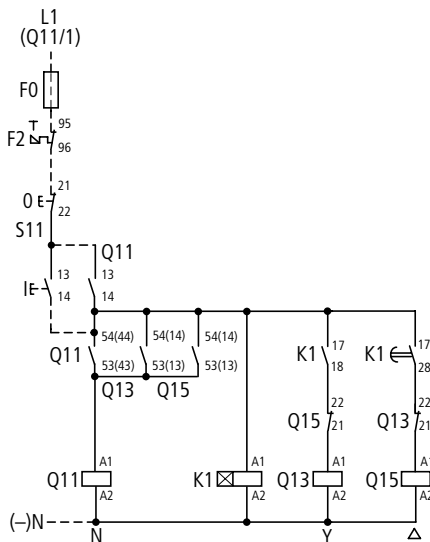 L1
(Q11/1)
F0
F2
95
96
0
21
22
S11
Q11
I
13
14
13
14
Q11
54(44)
53(43)
54(14)
53(13)
54(14)
53(13)
Q13
Q15
K1
17
18
K1
17
28
Q15
22
21
Q13
22
21
Q11
A1
A2
K1
A1
A2
Q13
A1
A2
Q15
A1
A2
(–)N
N
Y